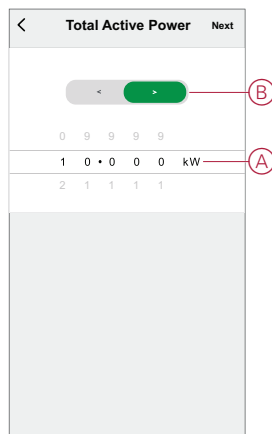 < Total Active Power Next
< >
B
0 9 9 9 9
1 0 • 0 0 0 kW
A
2 1 1 1 1